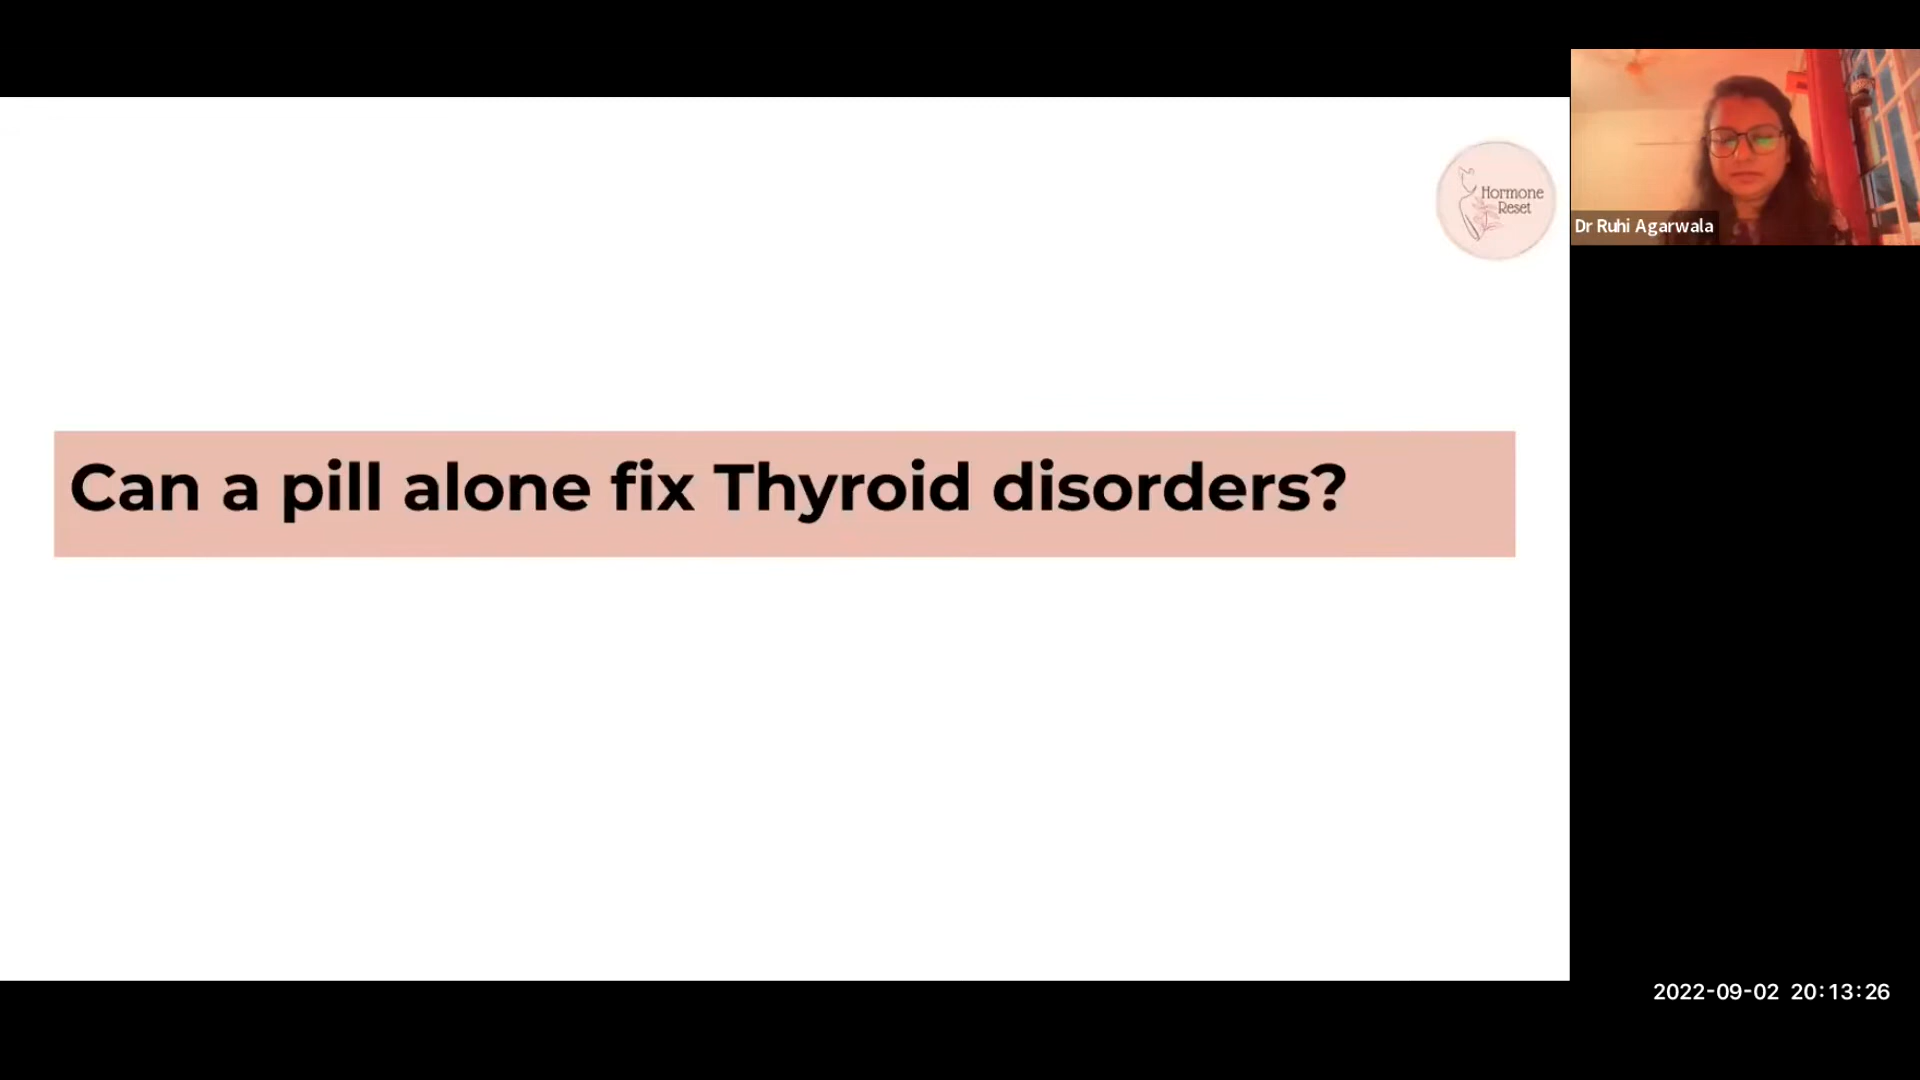 Hormone
Reset
Dr Ruhi Agarwala
Can a pill alone fix Thyroid disorders?
2022-09-02 20:13:26